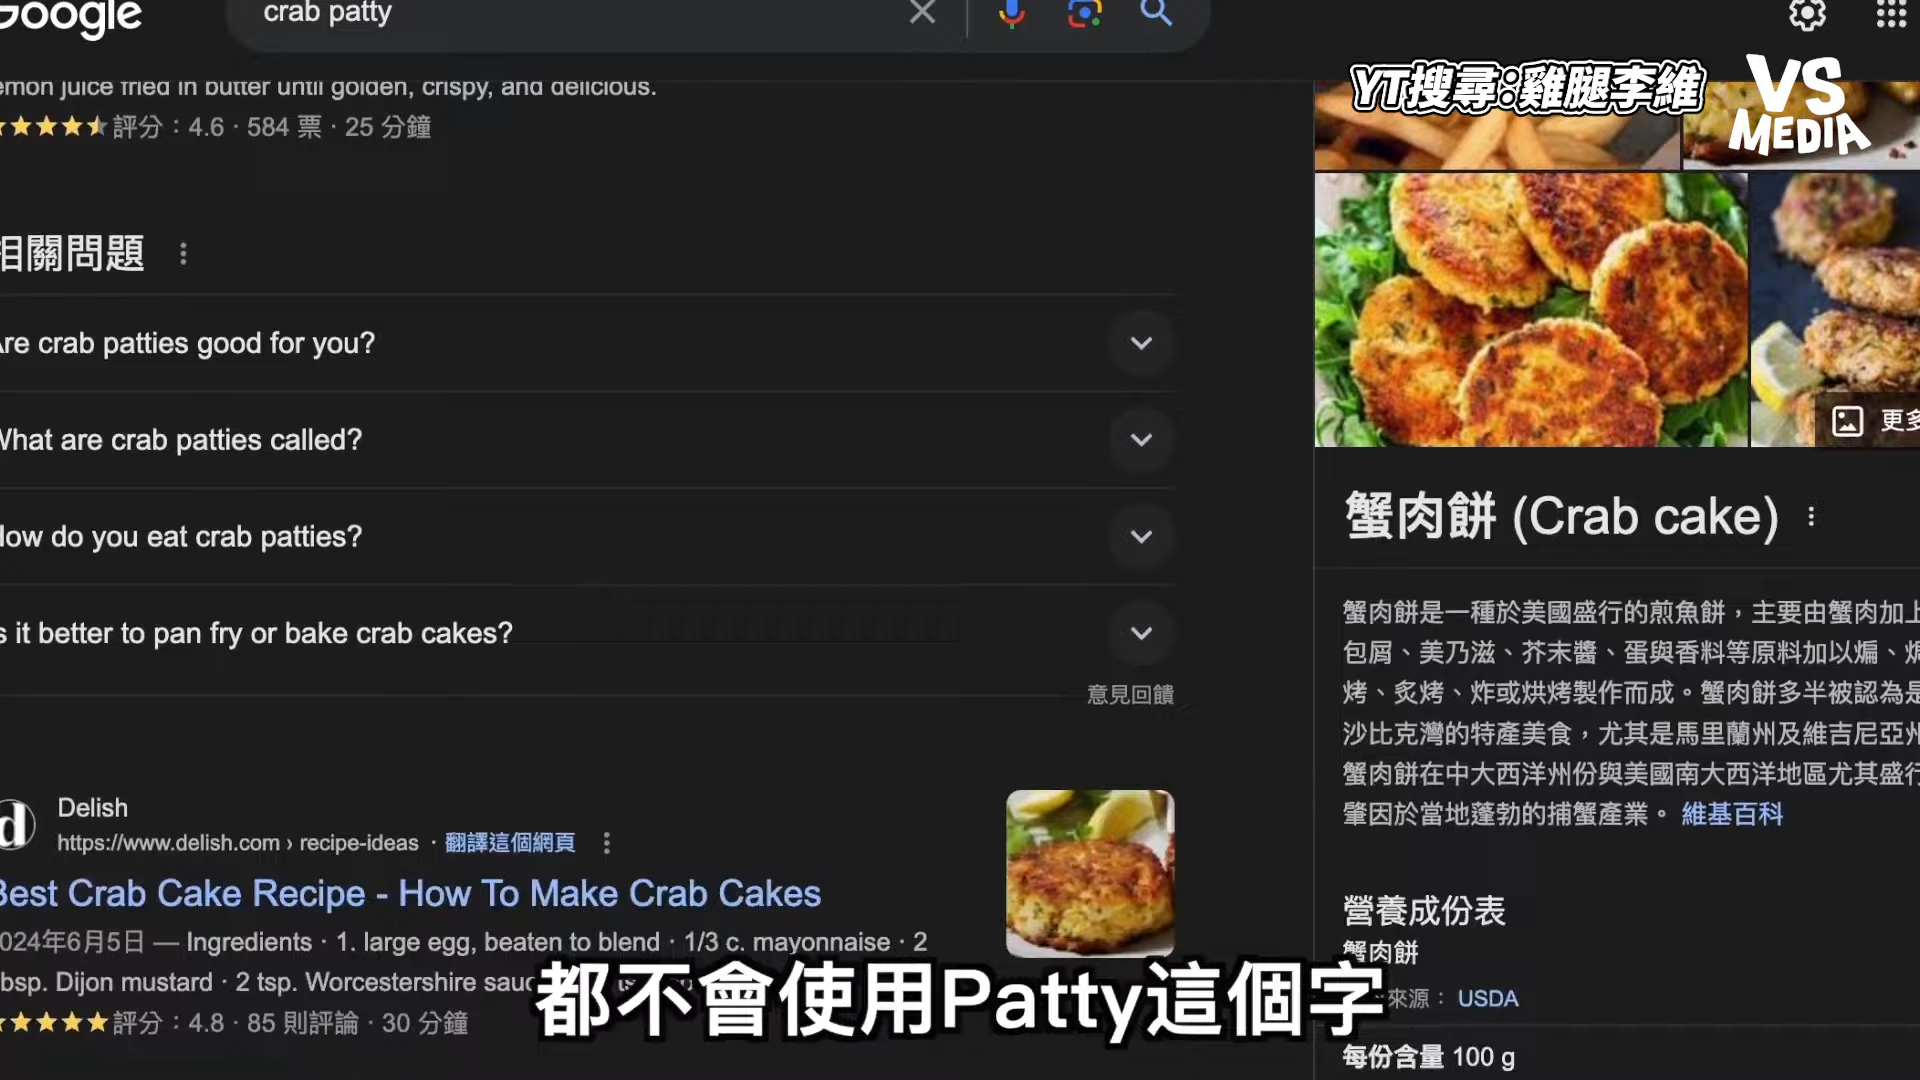 Google
crab patty
YT搜尋:雞腿李維
VS
MEDIA
emon juice fried in butter until golden, crispy, and delicious.
評分：4.6 · 584 票 · 25 分鐘
相關問題
Are crab patties good for you?
What are crab patties called?
How do you eat crab patties?
s it better to pan fry or bake crab cakes?
意見回饋
Delish
https://www.delish.com › recipe-ideas · 翻譯這個網頁
Best Crab Cake Recipe - How To Make Crab Cakes
2024年6月5日 — Ingredients · 1. large egg, beaten to blend · 1/3 c. mayonnaise · 2
bsp. Dijon mustard · 2 tsp. Worcestershire sauc
評分：4.8 · 85 則評論 · 30 分鐘
更多
蟹肉餅 (Crab cake)
蟹肉餅是一種於美國盛行的煎魚餅，主要由蟹肉加上
包屑、美乃滋、芥末醬、蛋與香料等原料加以煸、焗
烤、炙烤、炸或烘烤製作而成。蟹肉餅多半被認為是
沙比克灣的特產美食，尤其是馬里蘭州及維吉尼亞州
蟹肉餅在中大西洋州份與美國南大西洋地區尤其盛行
肇因於當地蓬勃的捕蟹產業。 維基百科
營養成份表
蟹肉餅
來源： USDA
每份含量 100 g
都不會使用Patty這個字